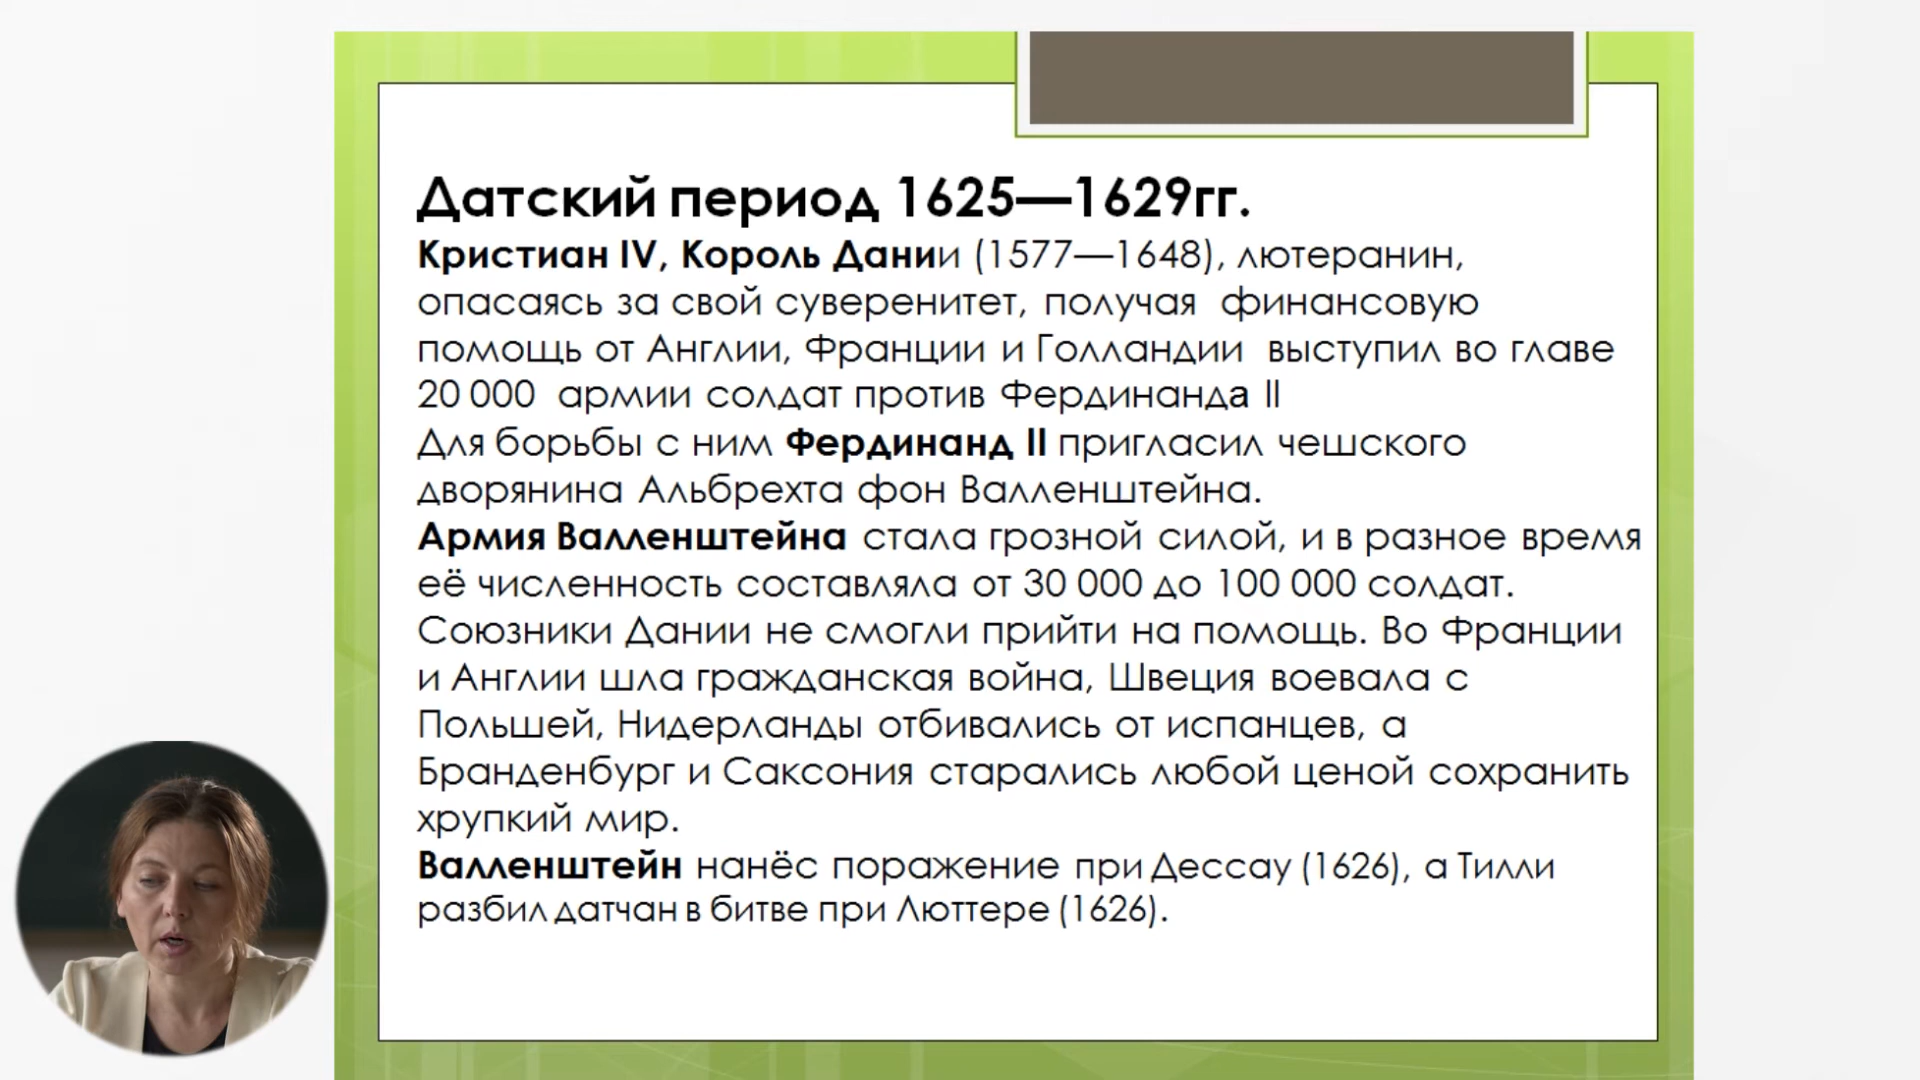 Датский период 1625—1629гг.
Кристиан IV, Король Дании (1577—1648), лютеранин,
опасаясь за свой суверенитет, получая финансовую
помощь от Англии, Франции и Голландии выступил во главе
20 000 армии солдат против Фердинанда II
Для борьбы с ним Фердинанд II пригласил чешского
дворянина Альбрехта фон Валленштейна.
Армия Валленштейна стала грозной силой, и в разное время
её численность составляла от 30 000 до 100 000 солдат.
Союзники Дании не смогли прийти на помощь. Во Франции
и Англии шла гражданская война, Швеция воевала с
Польшей, Нидерланды отбивались от испанцев, а
Бранденбург и Саксония старались любой ценой сохранить
хрупкий мир.
Валленштейн нанёс поражение при Дессау (1626), а Тилли
разбил датчан в битве при Люттере (1626).